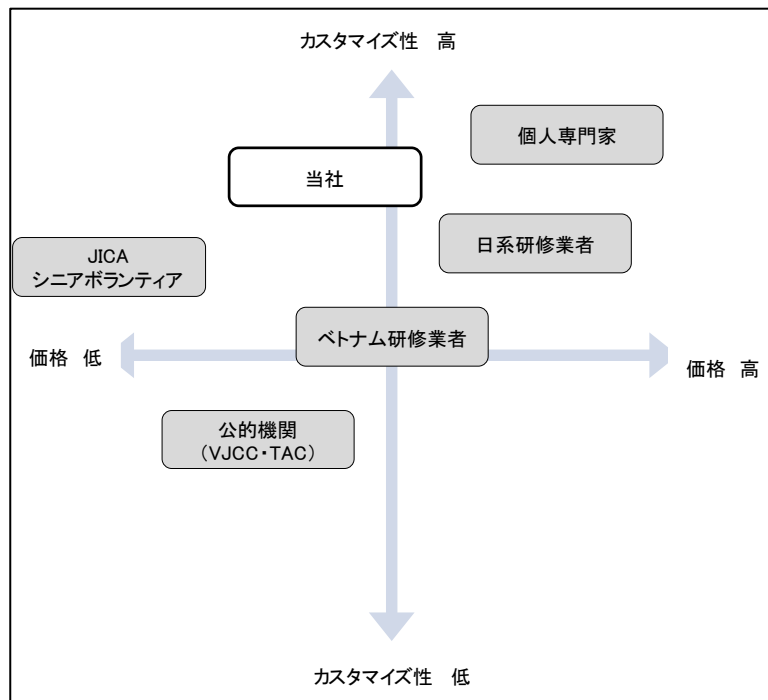 カスタマイズ性　高
個人専門家
当社
日系研修業者
JICA
シニアボランティア
ベトナム研修業者
価格　低
価格　高
公的機関
（VJCC・TAC）
カスタマイズ性　低